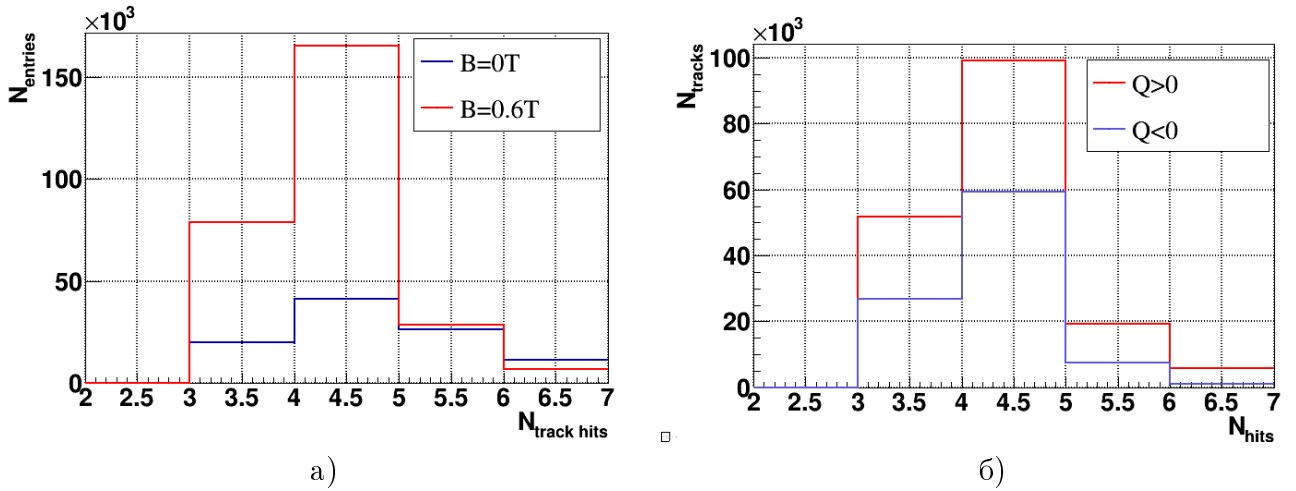 ×10³
N_entries
B=0T
B=0.6T
150
100
50
0
2 3 3.5 4 4.5 5 5.5 6 6.5 7
N_track hits
а)
×10³
N_tracks
Q>0
Q<0
100
80
60
40
20
0
2 2.5 3 3.5 4 4.5 5 5.5 6 6.5 7
N_hits
б)